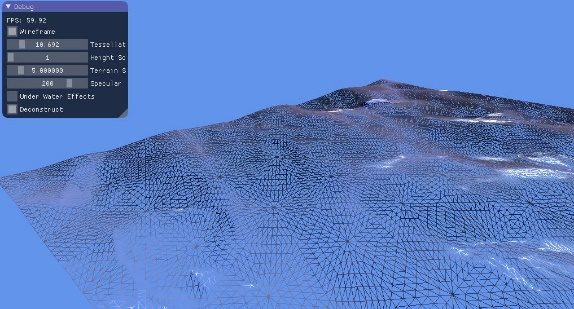 Debug
FPS: 59.92
Wireframe
10.692 Tessellat
1 Height Sc
5.000000 Terrain S
200 Specular
Under Water Effects
Deconstruct